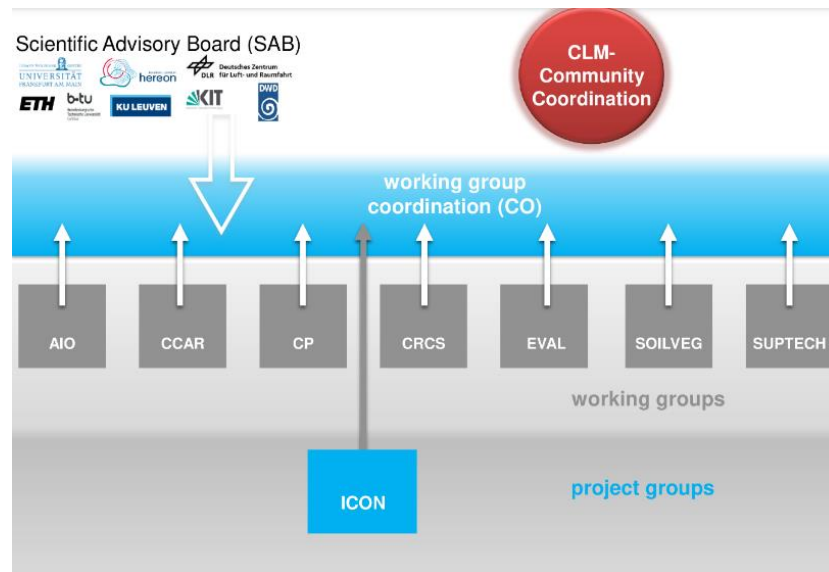 Scientific Advisory Board (SAB)
UNIVERSITÄT
FRANKFURT AM MAIN
hereon
DLR
Deutsches Zentrum
für Luft- und Raumfahrt
ETH
b-tu
KU LEUVEN
KIT
DWD
CLM-
Community
Coordination
working group
coordination (CO)
AIO
CCAR
CP
CRCS
EVAL
SOILVEG
SUPTECH
working groups
ICON
project groups